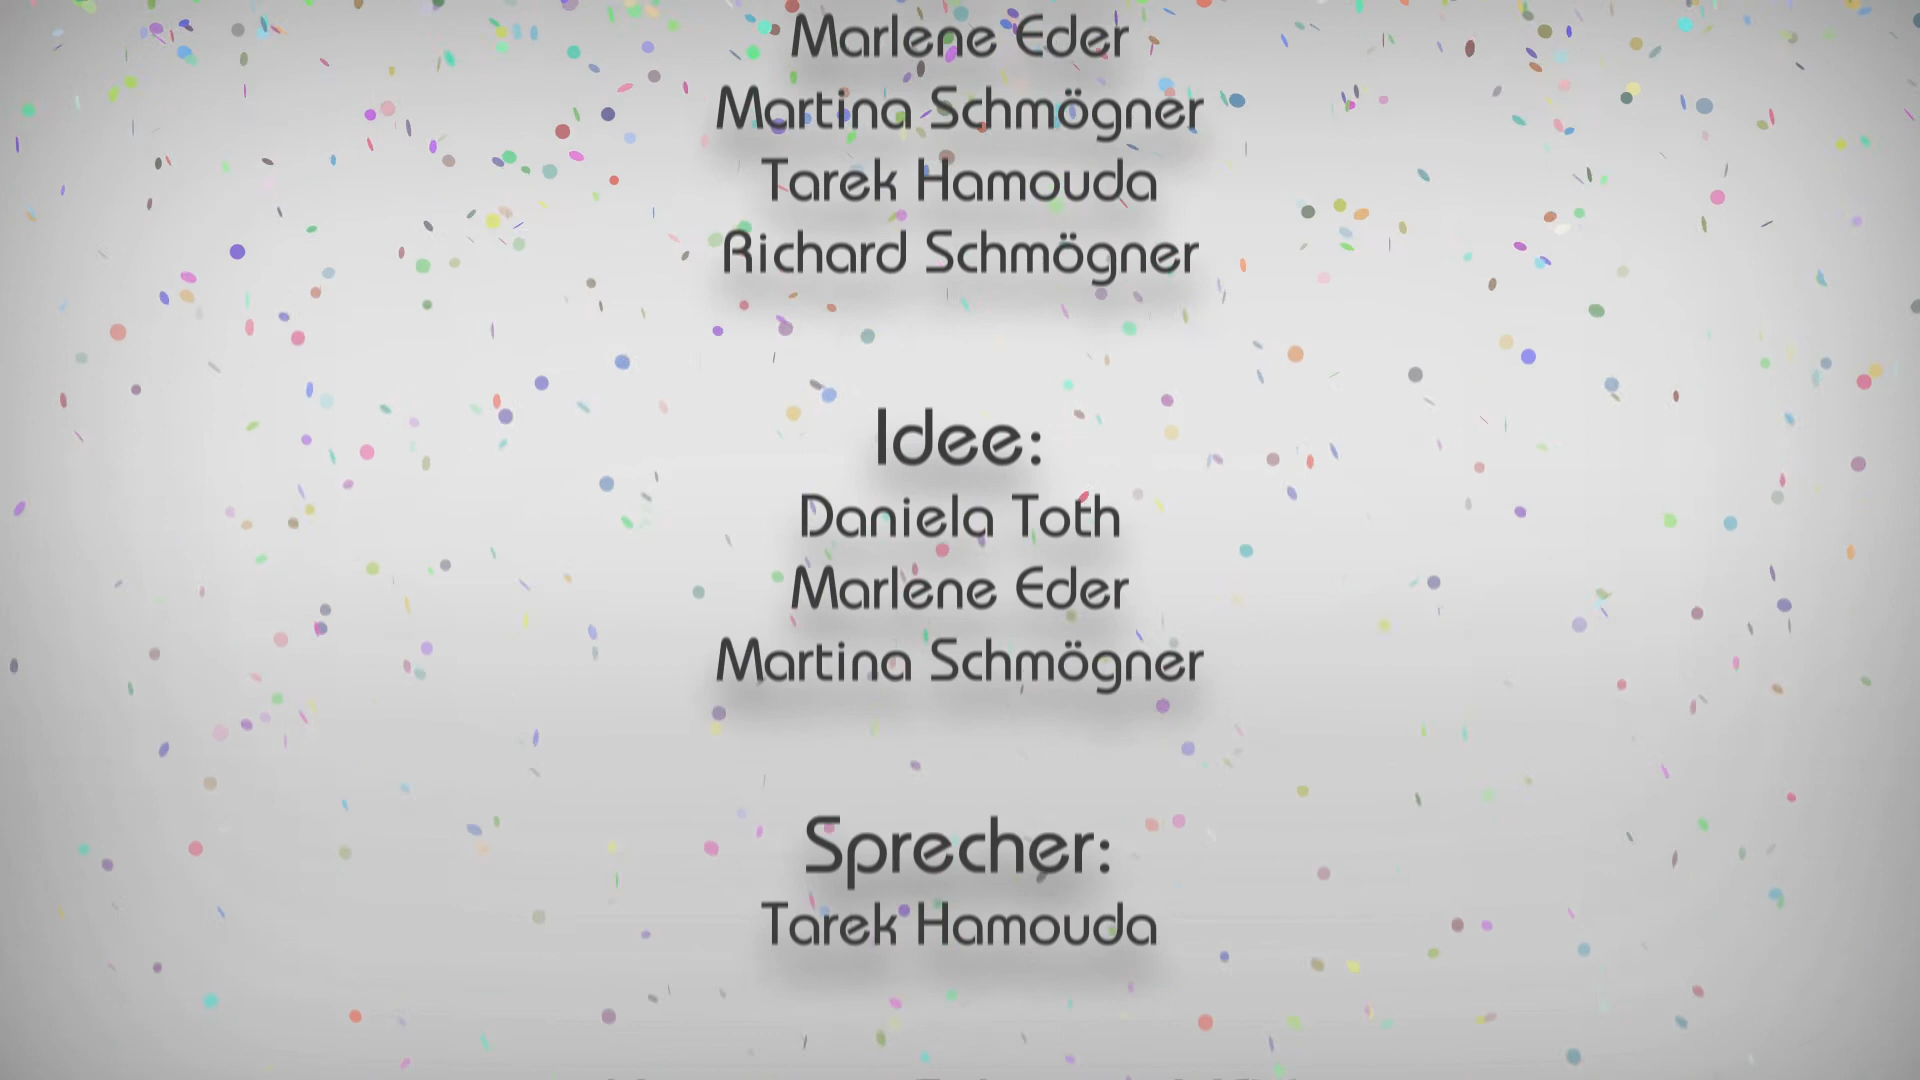 Marlene Eder
Martina Schmögner
Tarek Hamouda
Richard Schmögner
Idee:
Daniela Toth
Marlene Eder
Martina Schmögner
Sprecher:
Tarek Hamouda